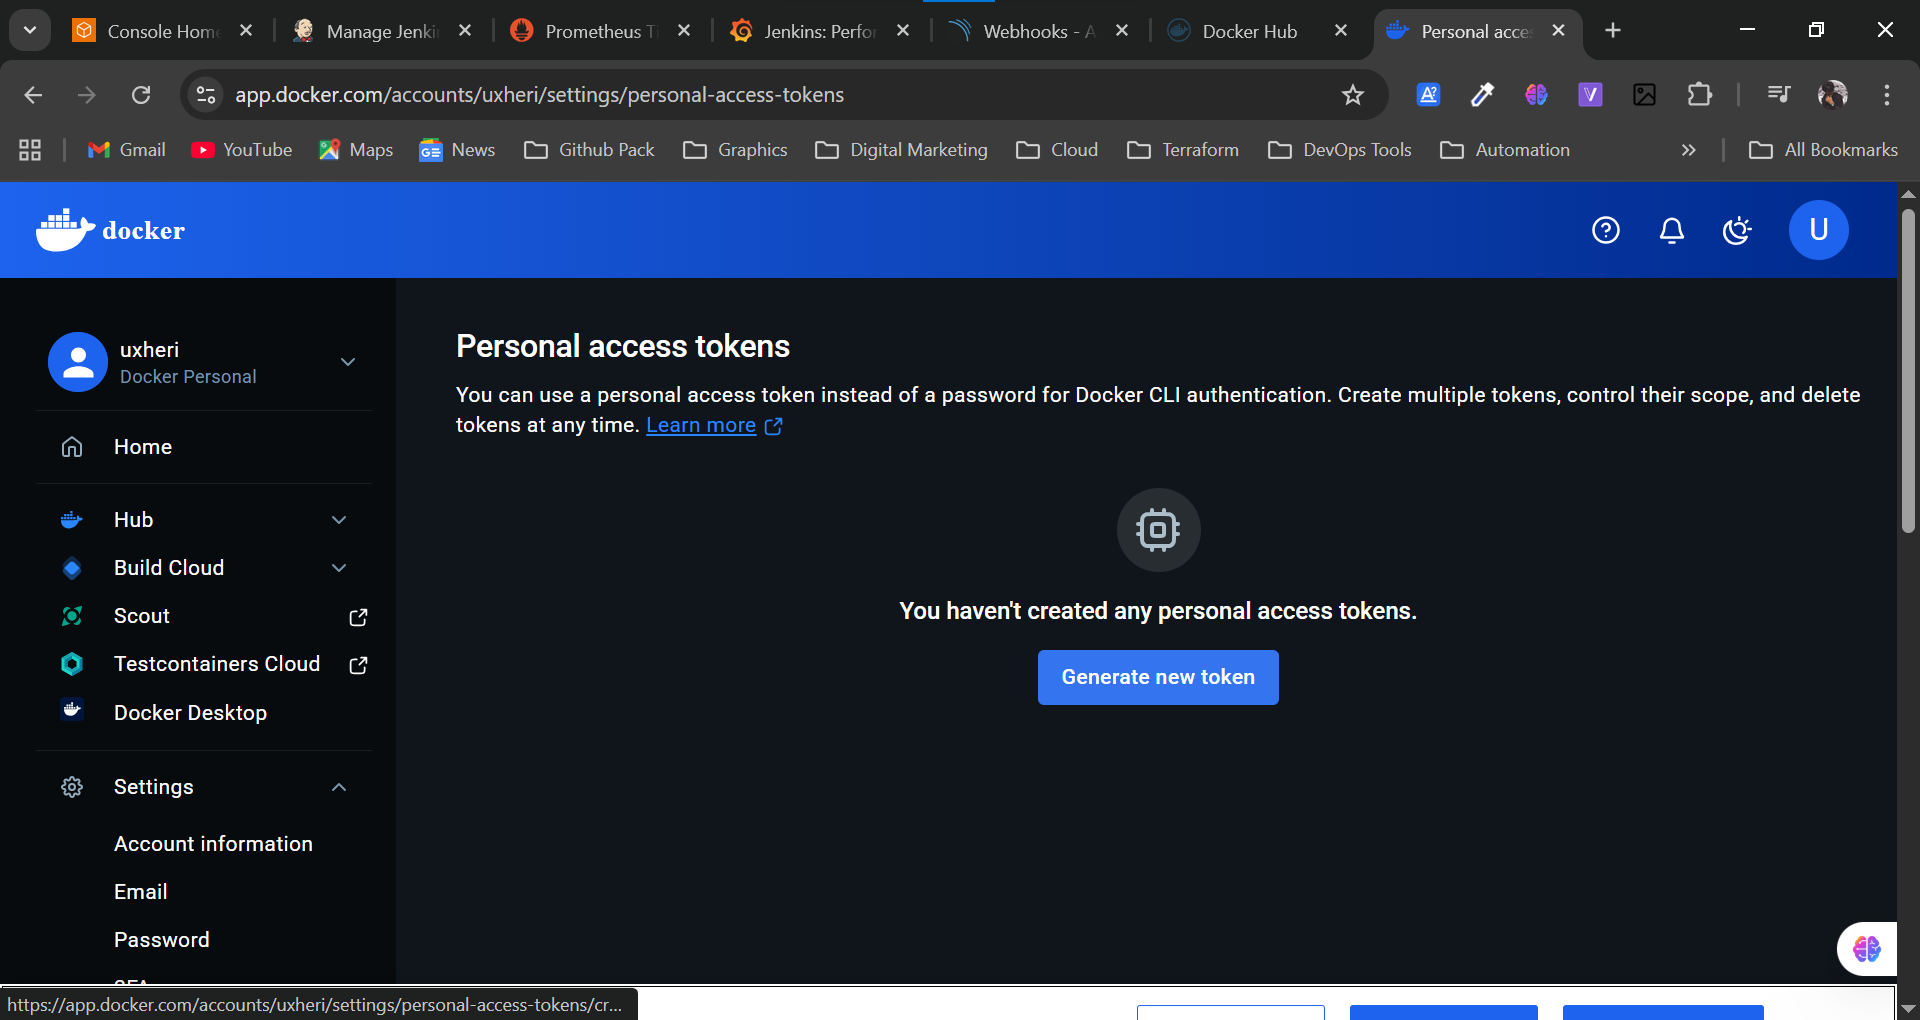 Console Home
Manage Jenki
Prometheus Ti
Jenkins: Perfor
Webhooks - A
Docker Hub
Personal acce
app.docker.com/accounts/uxheri/settings/personal-access-tokens
Gmail
YouTube
Maps
News
Github Pack
Graphics
Digital Marketing
Cloud
Terraform
DevOps Tools
Automation
All Bookmarks
docker
U
uxheri
Docker Personal
Home
Hub
Build Cloud
Scout
Testcontainers Cloud
Docker Desktop
Settings
Account information
Email
Password
Personal access tokens
You can use a personal access token instead of a password for Docker CLI authentication. Create multiple tokens, control their scope, and delete
tokens at any time. Learn more
You haven't created any personal access tokens.
Generate new token
https://app.docker.com/accounts/uxheri/settings/personal-access-tokens/cr...